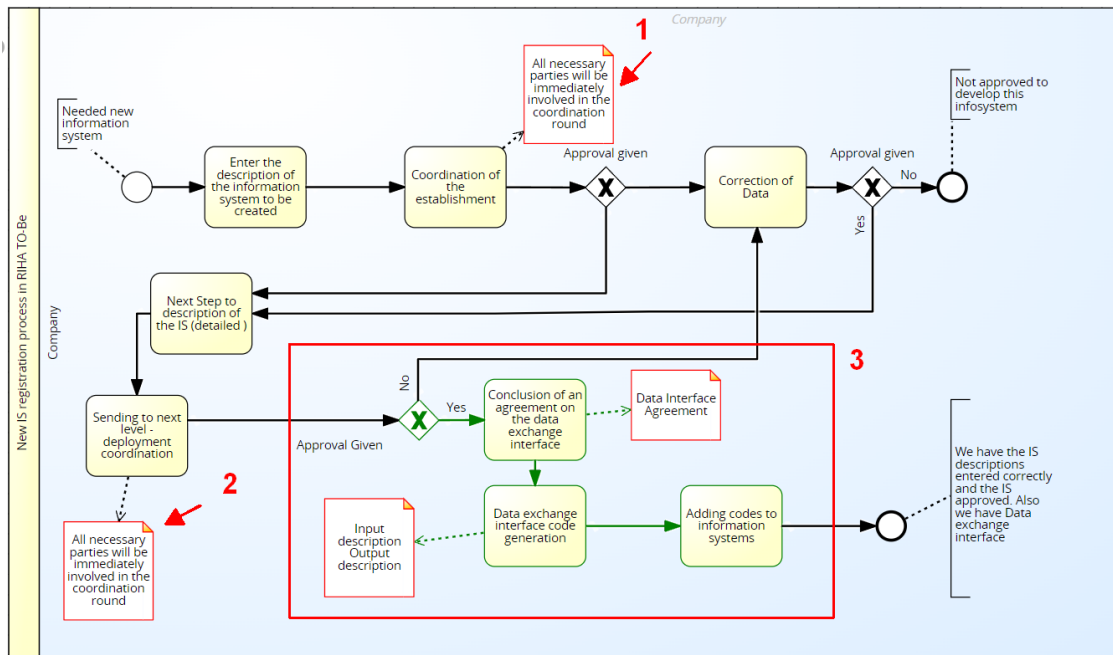 Company
1
All necessary
parties will be
immediately
involved in the
coordination
round
Needed new
information
system
Not approved to
develop this
infosystem
Enter the
description of
the information
system to be
created
Coordination of
the
establishment
Approval given
X
Correction of
Data
Approval given
X
No
Yes
New IS registration process in RIHA TO-Be
Company
Next Step to
description of
the IS (detailed )
3
No
Sending to next
level -
deployment
coordination
Approval Given
X
Yes
Conclusion of an
agreement on
the data
exchange
interface
Data Interface
Agreement
We have the IS
descriptions
entered correctly
and the IS
approved. Also
we have Data
exchange
interface
2
All necessary
parties will be
immediately
involved in the
coordination
round
Input
description
Output
description
Data exchange
interface code
generation
Adding codes to
information
systems